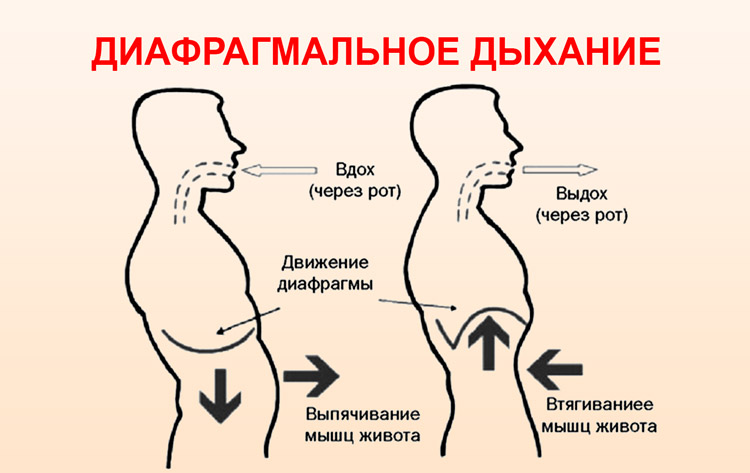 ДИАФРАГМАЛЬНОЕ ДЫХАНИЕ
Вдох
(через рот)
Выдох
(через рот)
Движение
диафрагмы
Выпячивание
мышц живота
Втягиваниее
мышц живота